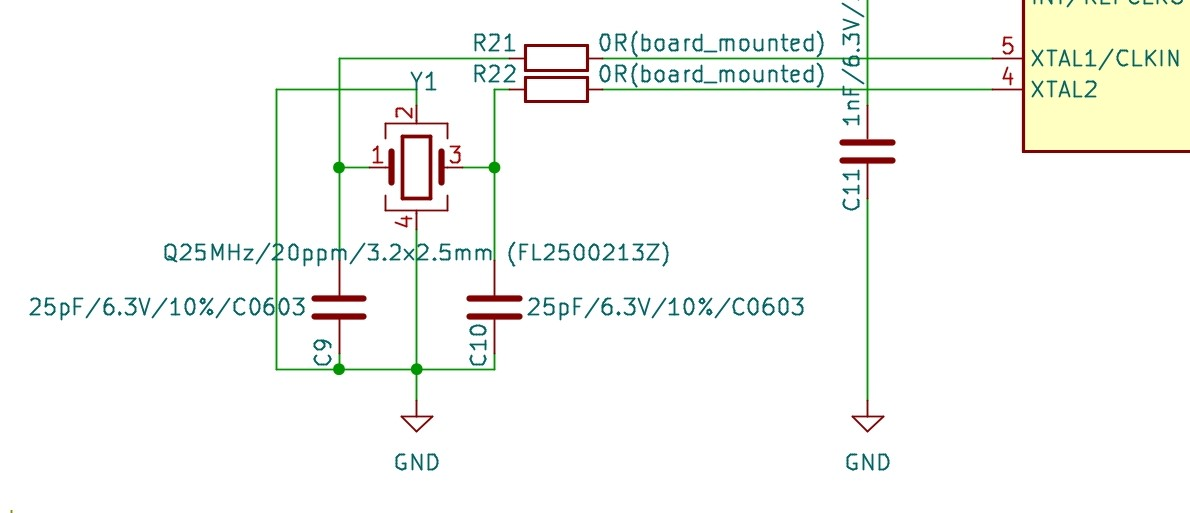 INT/REFCLKO
R21
0R(board_mounted)
5
XTAL1/CLKIN
R22
0R(board_mounted)
4
XTAL2
Y1
1nF/6.3V/
2
1
3
4
C11
Q25MHz/20ppm/3.2x2.5mm (FL2500213Z)
25pF/6.3V/10%/C0603
25pF/6.3V/10%/C0603
C9
C10
GND
GND